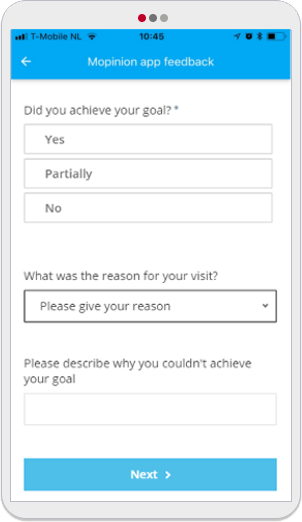 T-Mobile NL 10:45
Mopinion app feedback
Did you achieve your goal? *
Yes
Partially
No
What was the reason for your visit?
Please give your reason
Please describe why you couldn't achieve
your goal
Next